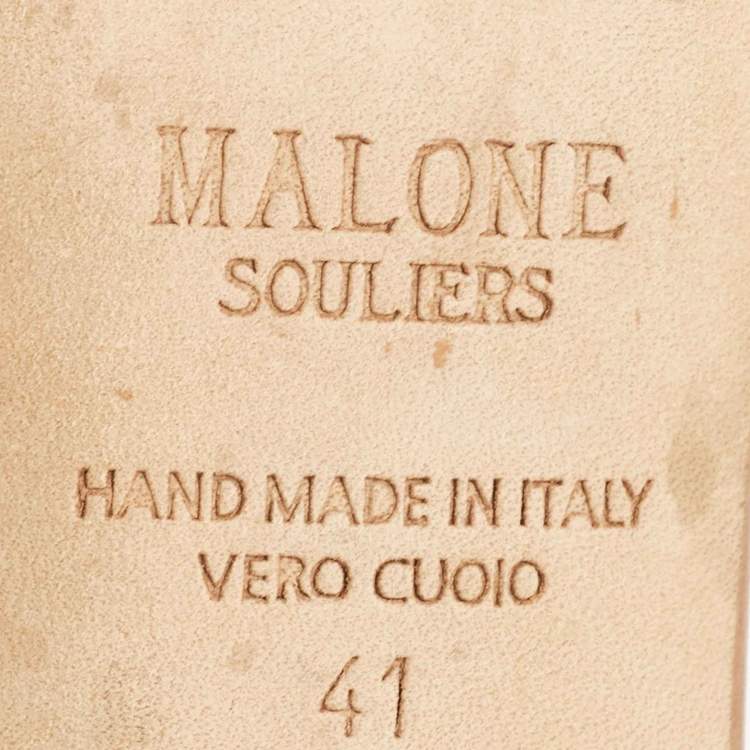 MALONE
SOULIERS
HAND MADE IN ITALY
VERO CUOIO
41